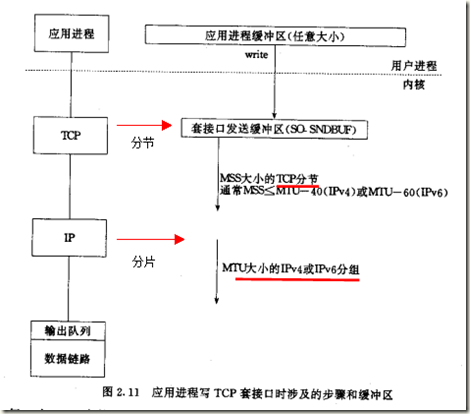 应用进程
应用进程缓冲区(任意大小)
write
用户进程
内核
TCP
分节
套接口发送缓冲区(SO-SNDBUF)
MSS大小的TCP分节
通常MSS≤MTU-40(IPv4)或MTU-60(IPv6)
IP
分片
MTU大小的IPv4或IPv6分组
输出队列
数据链路
图 2.11 应用进程写 TCP 套接口时涉及的步骤和缓冲区